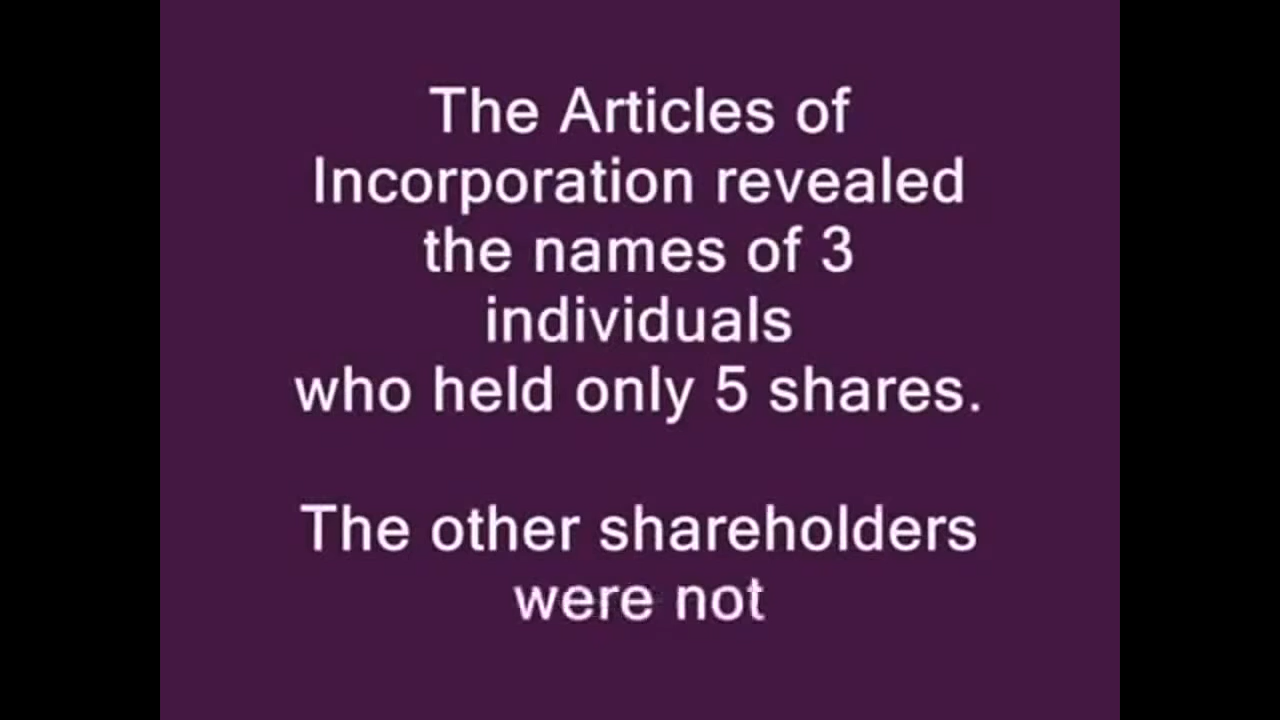 The Articles of
Incorporation revealed
the names of 3
individuals
who held only 5 shares.
The other shareholders
were not